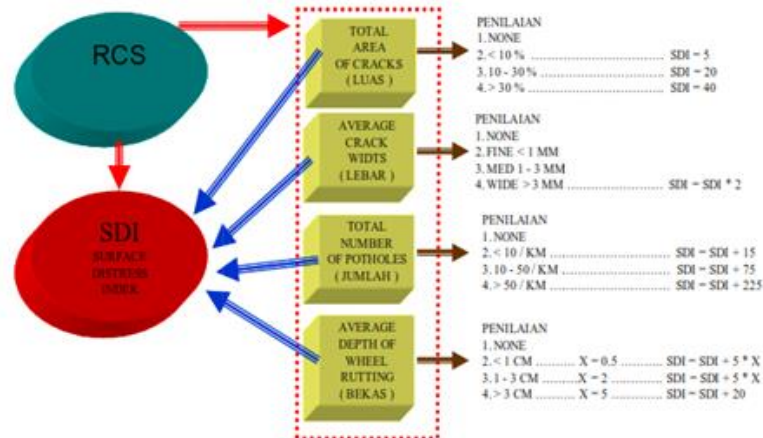 RCS
SDI
SURFACE
DISTRESS
INDEX
TOTAL
AREA
OF CRACKS
( LUAS )
PENILAIAN
1. NONE
2. < 10 % ............ SDI = 5
3. 10 - 30 % ............ SDI = 20
4. > 30 % ............ SDI = 40
AVERAGE
CRACK
WIDTS
( LEBAR )
PENILAIAN
1. NONE
2. FINE < 1 MM
3. MED 1 - 3 MM
4. WIDE > 3 MM ............ SDI = SDI * 2
TOTAL
NUMBER
OF POTHOLES
( JUMLAH )
PENILAIAN
1. NONE
2. < 10 / KM ............ SDI = SDI + 15
3. 10 - 50 / KM ............ SDI = SDI + 75
4. > 50 / KM ............ SDI = SDI + 225
AVERAGE
DEPTH OF
WHEEL
RUTTING
( BEKAS )
PENILAIAN
1. NONE
2. < 1 CM ............ X = 0.5 ............ SDI = SDI + 5 * X
3. 1 - 3 CM ............ X = 2 ............ SDI = SDI + 5 * X
4. > 3 CM ............ X = 5 ............ SDI = SDI + 20